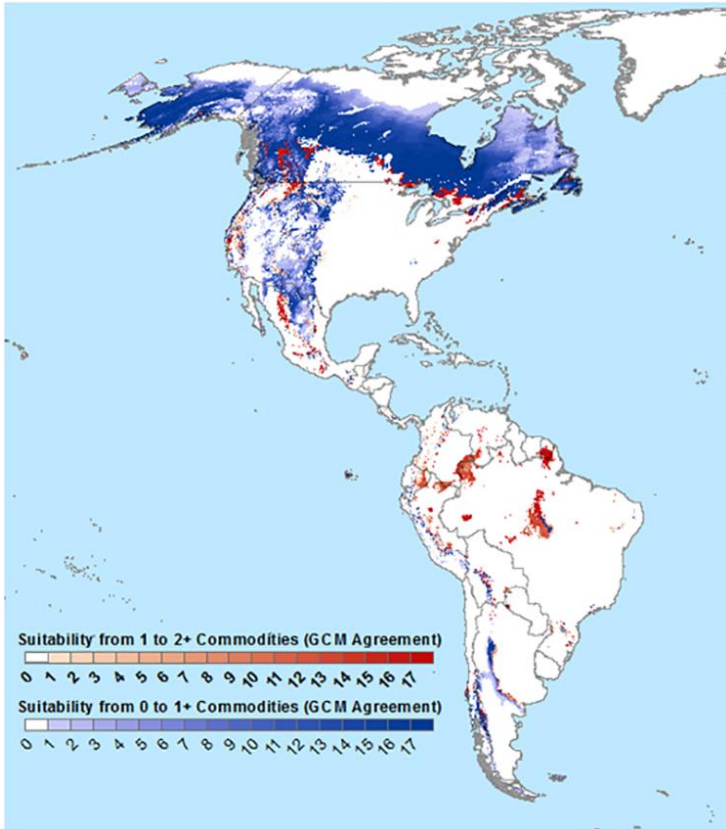 Suitability from 1 to 2+ Commodities (GCM Agreement)
0 1 2 3 4 5 6 7 8 9 10 11 12 13 14 15 16 17
Suitability from 0 to 1+ Commodities (GCM Agreement)
0 1 2 3 4 5 6 7 8 9 10 11 12 13 14 15 16 17